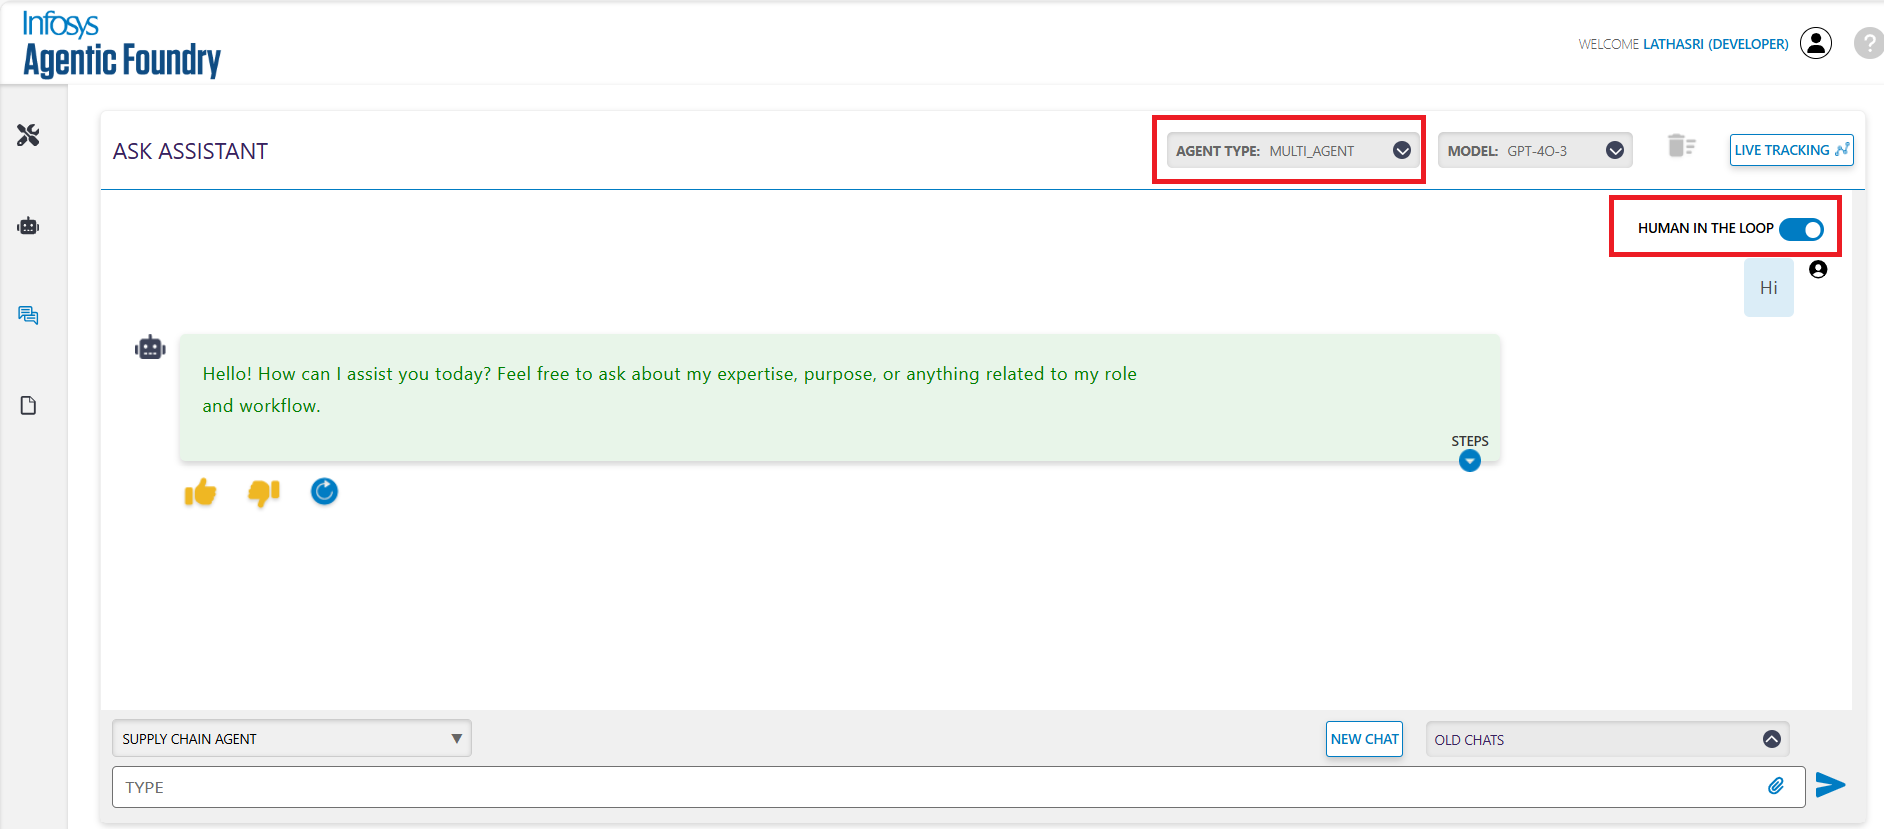 Infosys
Agentic Foundry
WELCOME LATHASRI (DEVELOPER)
?
ASK ASSISTANT
AGENT TYPE: MULTI_AGENT
MODEL: GPT-4O-3
LIVE TRACKING
HUMAN IN THE LOOP
Hi
Hello! How can I assist you today? Feel free to ask about my expertise, purpose, or anything related to my role
and workflow.
STEPS
SUPPLY CHAIN AGENT
NEW CHAT
OLD CHATS
TYPE